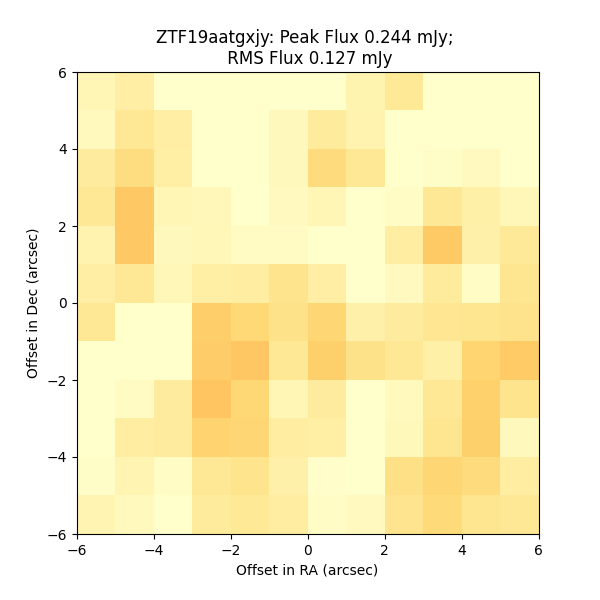 ZTF19aatgxjy: Peak Flux 0.244 mJy;
RMS Flux 0.127 mJy
6
4
2
0
−2
−4
−6
Offset in Dec (arcsec)
−6 −4 −2 0 2 4 6
Offset in RA (arcsec)